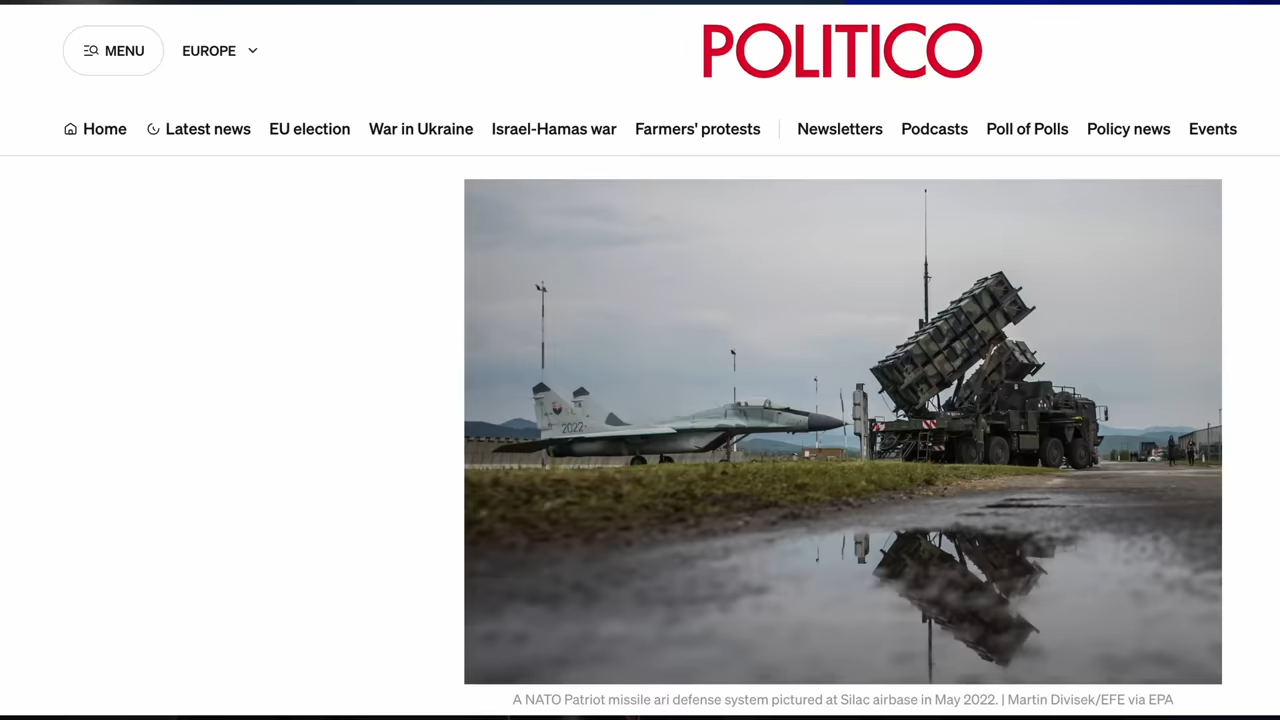 MENU
EUROPE
POLITICO
Home
Latest news
EU election
War in Ukraine
Israel-Hamas war
Farmers' protests
Newsletters
Podcasts
Poll of Polls
Policy news
Events
2022
A NATO Patriot missile ari defense system pictured at Silac airbase in May 2022. | Martin Divisek/EFE via EPA